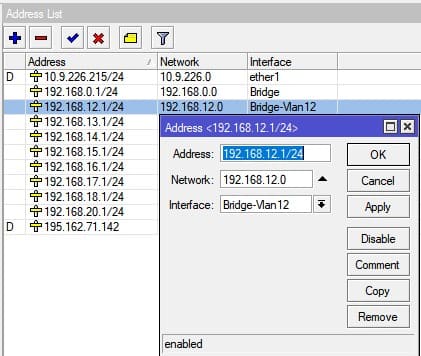 Address List
Address Network Interface
D 10.9.226.215/24 10.9.226.0 ether1
192.168.0.1/24 192.168.0.0 Bridge
192.168.12.1/24 192.168.12.0 Bridge-Vlan12
192.168.13.1/24
192.168.14.1/24
192.168.15.1/24
192.168.16.1/24
192.168.17.1/24
192.168.18.1/24
192.168.20.1/24
D 195.162.71.142
Address <192.168.12.1/24>
Address: 192.168.12.1/24
Network: 192.168.12.0
Interface: Bridge-Vlan12
OK
Cancel
Apply
Disable
Comment
Copy
Remove
enabled